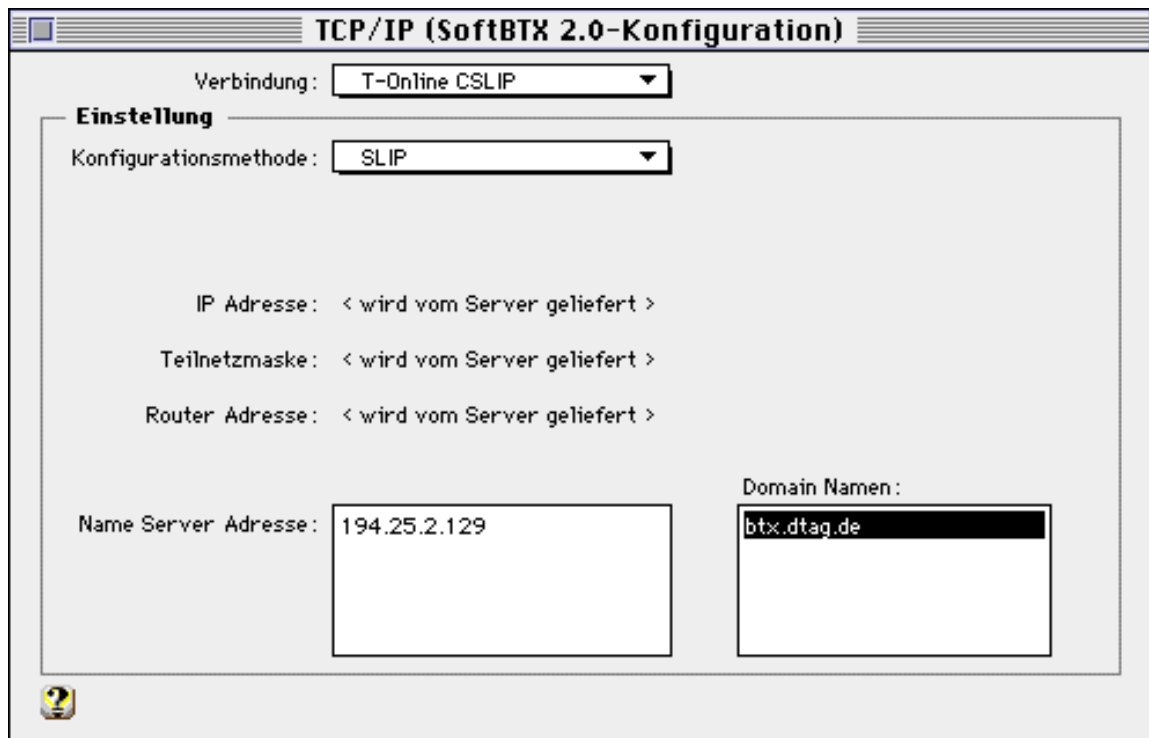 TCP/IP (SoftBTX 2.0-Konfiguration)
Verbindung: T-Online CSLIP
Einstellung
Konfigurationsmethode: SLIP
IP Adresse: < wird vom Server geliefert >
Teilnetzmaske: < wird vom Server geliefert >
Router Adresse: < wird vom Server geliefert >
Domain Namen:
Name Server Adresse: 194.25.2.129 btx.dtag.de